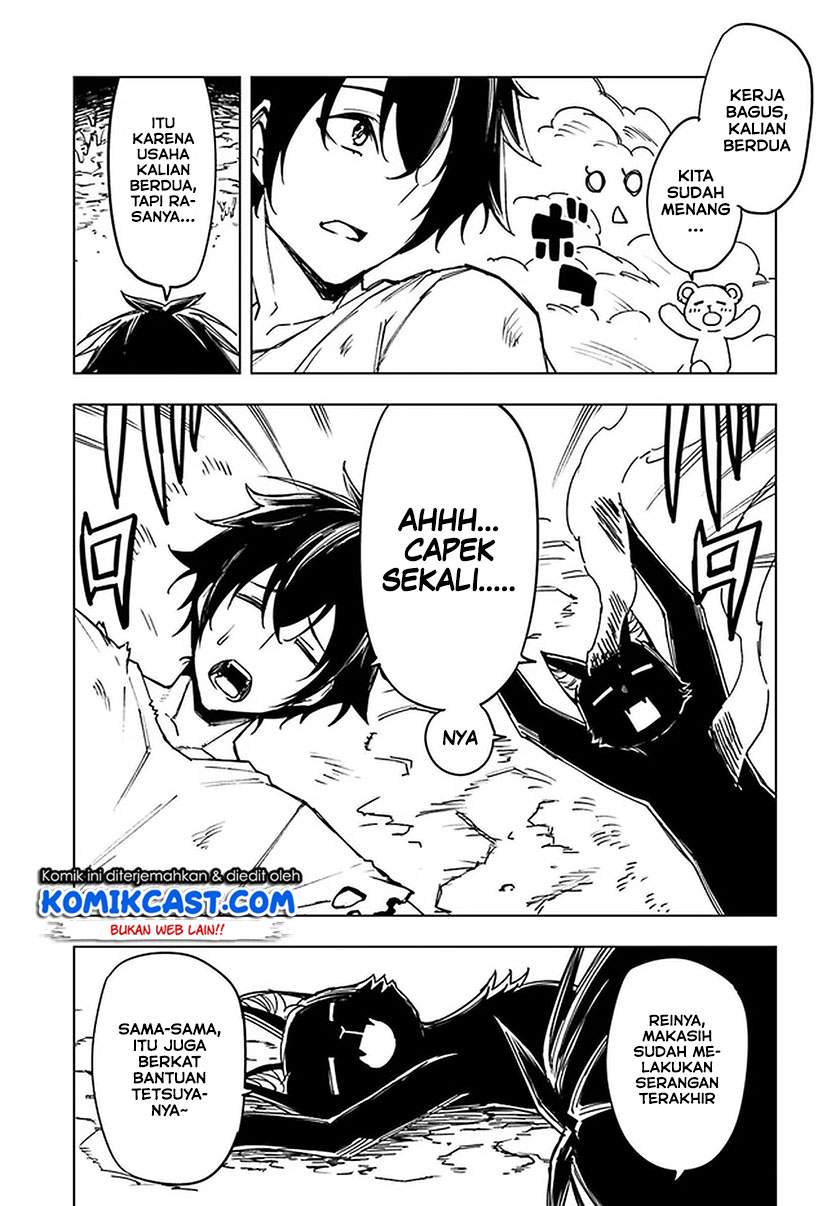 KERJA
BAGUS,
KALIAN
BERDUA
KITA
SUDAH
MENANG
...
ボ
ITU
KARENA
USAHA
KALIAN
BERDUA,
TAPI RA-
SANYA...
AHHH...
CAPEK
SEKALI.....
NYA
Komik ini diterjemahkan & diedit oleh
KOMIKCAST.COM
BUKAN WEB LAIN!!
REINYA,
MAKASIH
SUDAH ME-
LAKUKAN
SERANGAN
TERAKHIR
SAMA-SAMA,
ITU JUGA
BERKAT
BANTUAN
TETSUYA-
NYA~